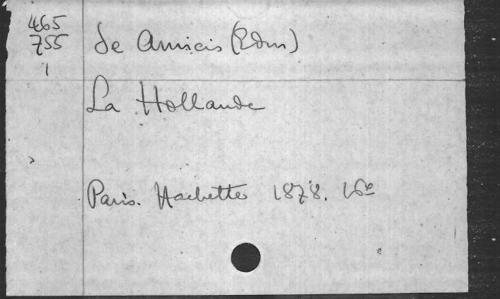 465
755
1
de Amicis (Edm)
La Hollande
Paris. Hachette 1878. 16º